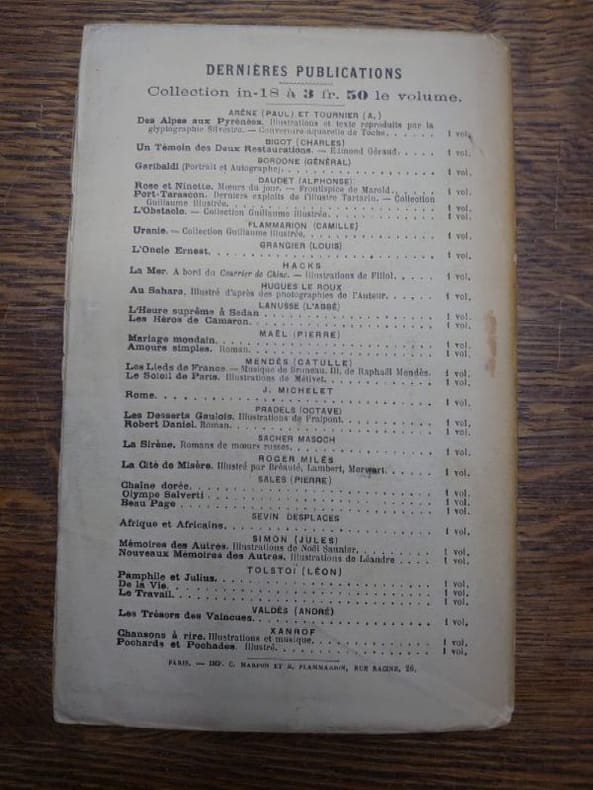 DERNIÈRES PUBLICATIONS
Collection in-18 à 3 fr. 50 le volume.
ARÈNE (PAUL) ET TOURNIER (A.)
Des Alpes aux Pyrénées. Illustrations et texte reproduits par la
glyptographie Silvestre. — Couverture aquarelle de Toché. 1 vol.
BIGOT (CHARLES)
Un Témoin des Deux Restaurations. — Edmond Géraud. 1 vol.
BORDONE (GÉNÉRAL)
Garibaldi (Portrait et Autographe). 1 vol.
DAUDET (ALPHONSE)
Rose et Ninette. Mœurs du jour. — Frontispice de Marold. 1 vol.
Port-Tarascon. Derniers exploits de l'illustre Tartarin. — Collection
Guillaume illustrée. 1 vol.
L'Obstacle. — Collection Guillaume illustrée. 1 vol.
FLAMMARION (CAMILLE)
Uranie. — Collection Guillaume illustrée. 1 vol.
GRANGIER (LOUIS)
L'Oncle Ernest. 1 vol.
HACKS
La Mer. A bord du Courrier de Chine. — Illustrations de Fillol. 1 vol.
HUGUES LE ROUX
Au Sahara, Illustré d'après des photographies de l'Auteur. 1 vol.
LANUSSE (L'ABBÉ)
L'Heure suprême à Sedan 1 vol.
Les Héros de Camaron. 1 vol.
MAËL (PIERRE)
Mariage mondain. 1 vol.
Amours simples. Roman. 1 vol.
MENDÈS (CATULLE)
Les Lieds de France. — Musique de Bruneau. Ill. de Raphaël Mendès. 1 vol.
Le Soleil de Paris. Illustrations de Métivet. 1 vol.
J. MICHELET
Rome. 1 vol.
PRADELS (OCTAVE)
Les Desserts Gaulois. Illustrations de Fraipont. 1 vol.
Robert Daniel. Roman. 1 vol.
SACHER MASOCH
La Sirène. Romans de mœurs russes. 1 vol.
ROGER MILÈS
La Cité de Misère. Illustré par Bréauté, Lambert, Morwart. 1 vol.
SALES (PIERRE)
Chaîne dorée. 1 vol.
Olympe Salverti 1 vol.
Beau Page 1 vol.
SEVIN DESPLACES
Afrique et Africains. 1 vol.
SIMON (JULES)
Mémoires des Autres. Illustrations de Noël Saunier. 1 vol.
Nouveaux Mémoires des Autres. Illustrations de Léandre 1 vol.
TOLSTOÏ (LÉON)
Pamphile et Julius. 1 vol.
De la Vie. 1 vol.
Le Travail. 1 vol.
VALDÈS (ANDRÉ)
Les Trésors des Vaincues. 1 vol.
XANROF
Chansons à rire. Illustrations et musique. 1 vol.
Pochards et Pochades. Illustré. 1 vol.
PARIS. — IMP. C. MARPON ET E. FLAMMARION, RUE RACINE, 26.